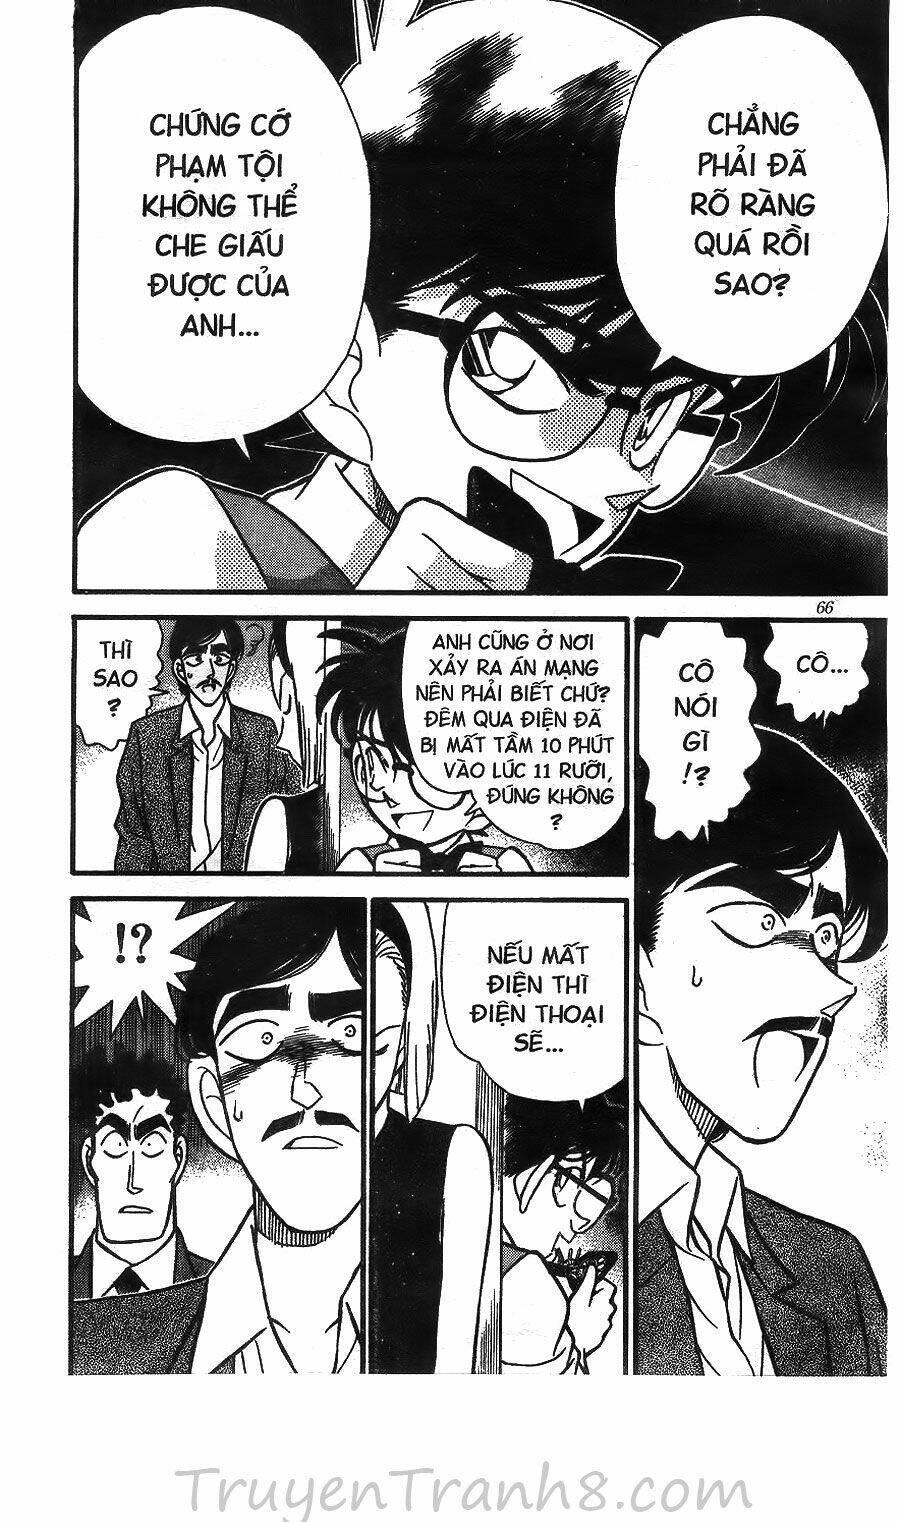 CHẲNG
PHẢI ĐÃ
RÕ RÀNG
QUÁ RỒI
SAO?
CHỨNG CỚ
PHẠM TỘI
KHÔNG THỂ
CHE GIẤU
ĐƯỢC CỦA
ANH...
66
CÔ...
CÔ
NÓI
GÌ
!?
ANH CŨNG Ở NƠI
XẢY RA ÁN MẠNG
NÊN PHẢI BIẾT CHỨ?
ĐÊM QUA ĐIỆN ĐÃ
BỊ MẤT TẦM 10 PHÚT
VÀO LÚC 11 RƯỠI,
ĐÚNG KHÔNG
?
THÌ
SAO
?
NẾU MẤT
ĐIỆN THÌ
ĐIỆN THOẠI
SẼ...
!?
TruyenTranh8.com